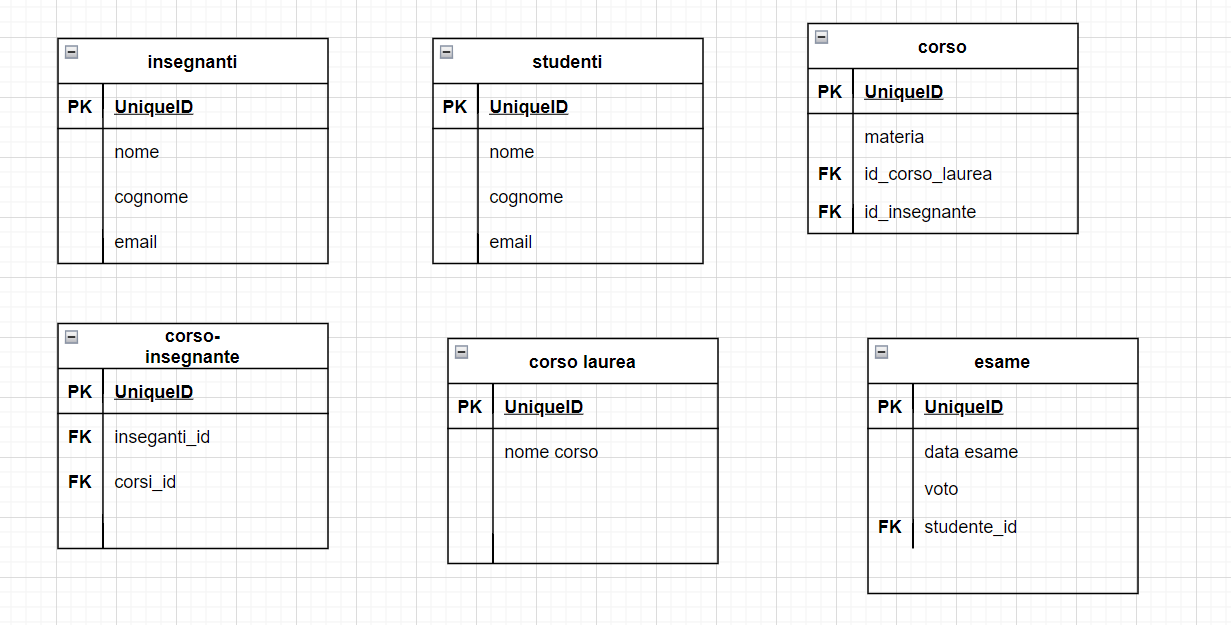 insegnanti
PK UniqueID
nome
cognome
email
studenti
PK UniqueID
nome
cognome
email
corso
PK UniqueID
materia
FK id_corso_laurea
FK id_insegnante
corso-
insegnante
PK UniqueID
FK inseganti_id
FK corsi_id
corso laurea
PK UniqueID
nome corso
esame
PK UniqueID
data esame
voto
FK studente_id